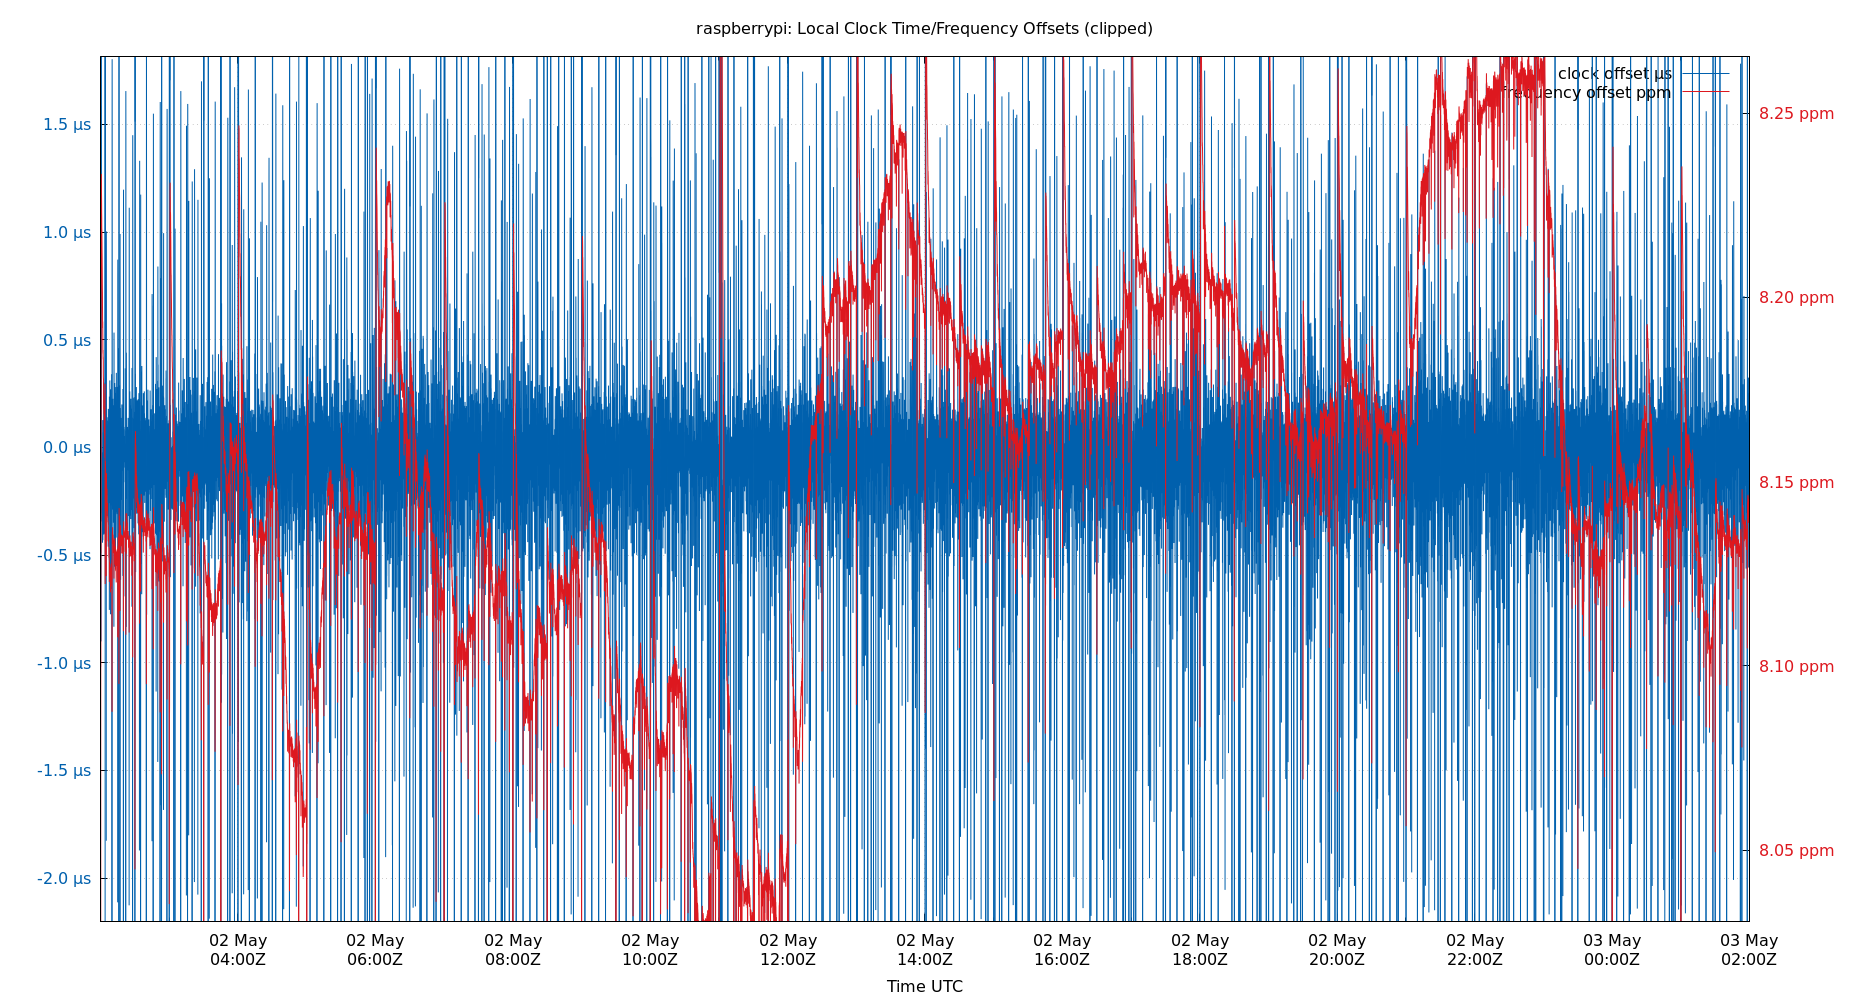 raspberrypi: Local Clock Time/Frequency Offsets (clipped)
clock offset µs
frequency offset ppm
1.5 µs
1.0 µs
0.5 µs
0.0 µs
-0.5 µs
-1.0 µs
-1.5 µs
-2.0 µs
8.25 ppm
8.20 ppm
8.15 ppm
8.10 ppm
8.05 ppm
02 May 02 May 02 May 02 May 02 May 02 May 02 May 02 May 02 May 02 May 03 May 03 May
04:00Z 06:00Z 08:00Z 10:00Z 12:00Z 14:00Z 16:00Z 18:00Z 20:00Z 22:00Z 00:00Z 02:00Z
Time UTC